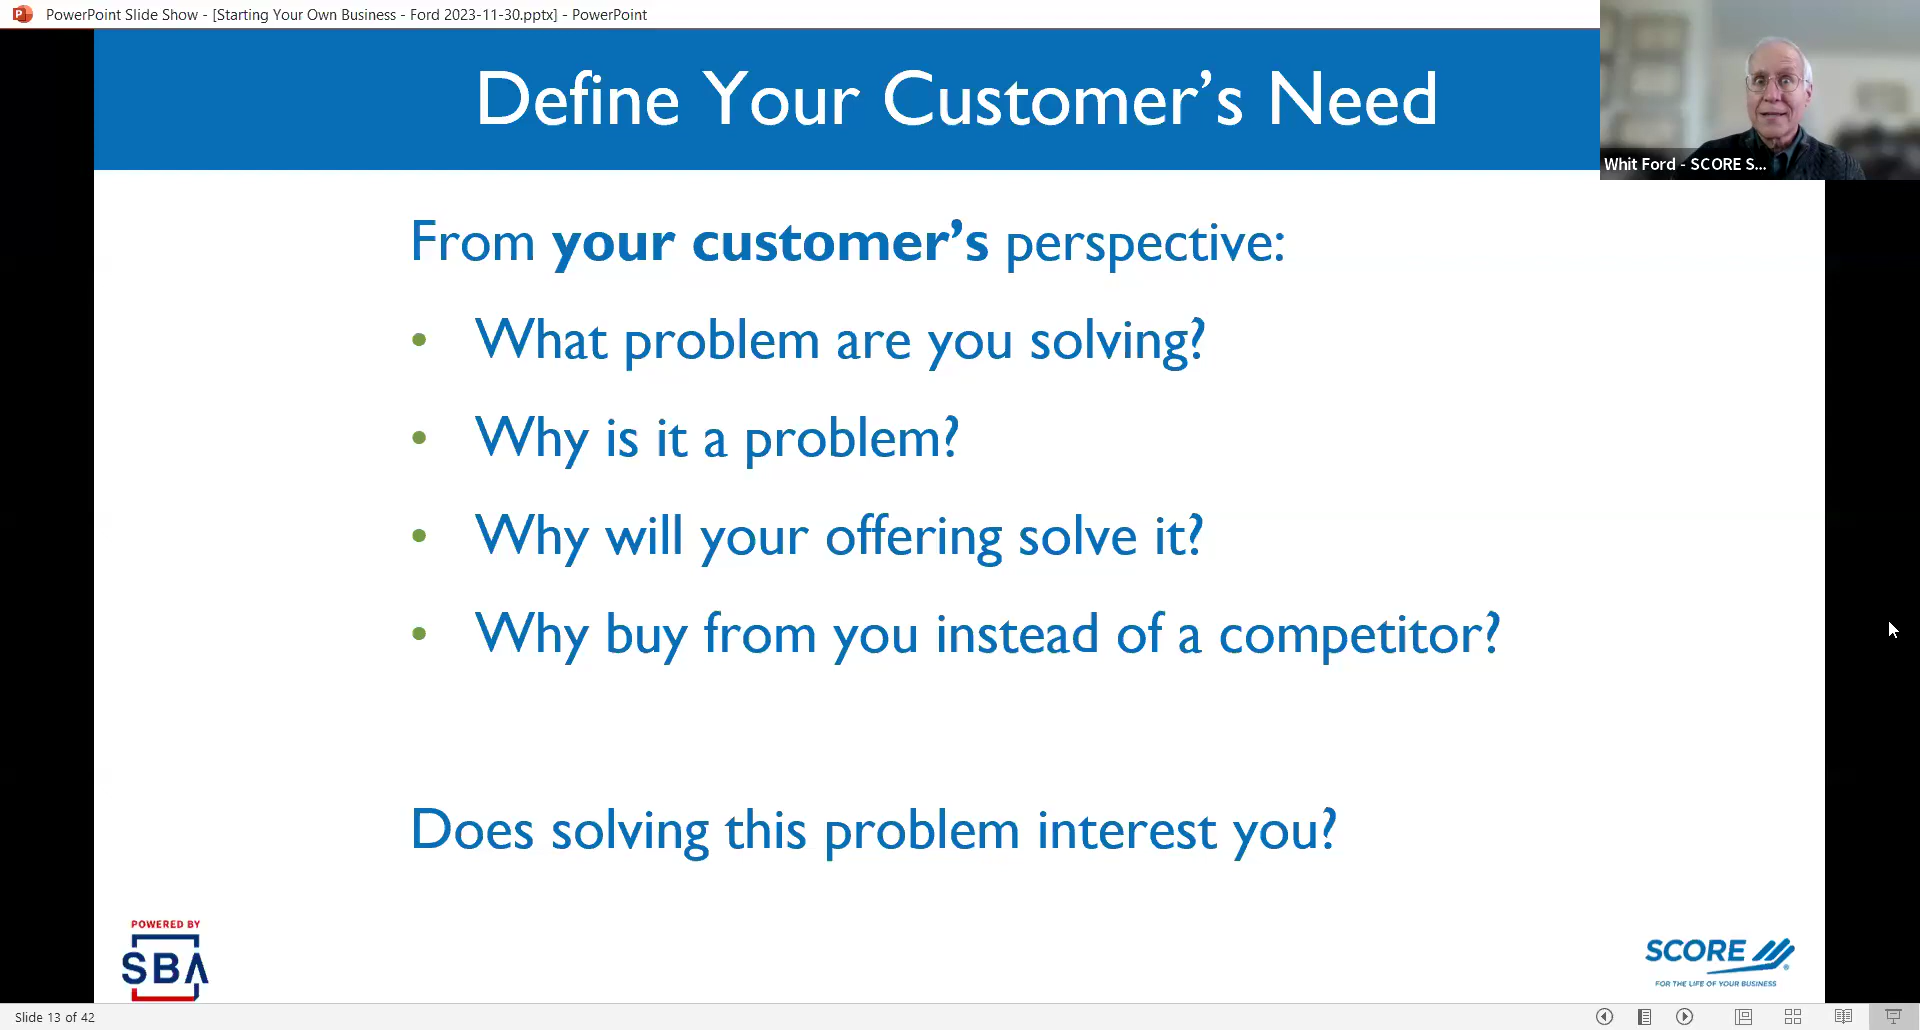 PowerPoint Slide Show - [Starting Your Own Business - Ford 2023-11-30.pptx] - PowerPoint
Define Your Customer’s Need
Whit Ford - SCORE S...
From your customer’s perspective:
• What problem are you solving?
• Why is it a problem?
• Why will your offering solve it?
• Why buy from you instead of a competitor?
Does solving this problem interest you?
POWERED BY
SBA
SCORE
FOR THE LIFE OF YOUR BUSINESS
Slide 13 of 42